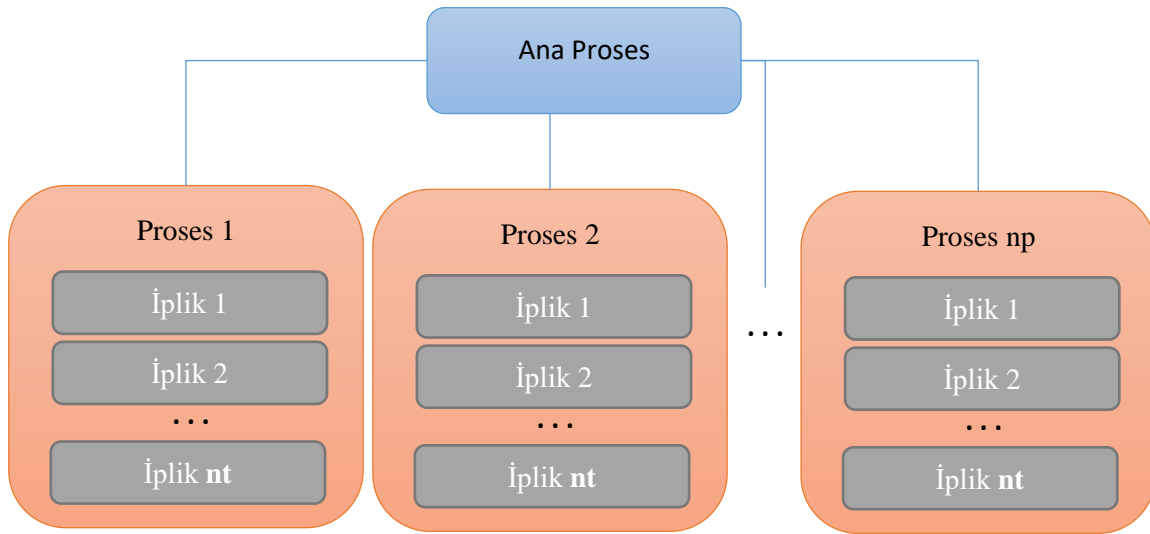 Ana Proses
Proses 1
İplik 1
İplik 2
...
İplik nt
Proses 2
İplik 1
İplik 2
...
İplik nt
...
Proses np
İplik 1
İplik 2
...
İplik nt